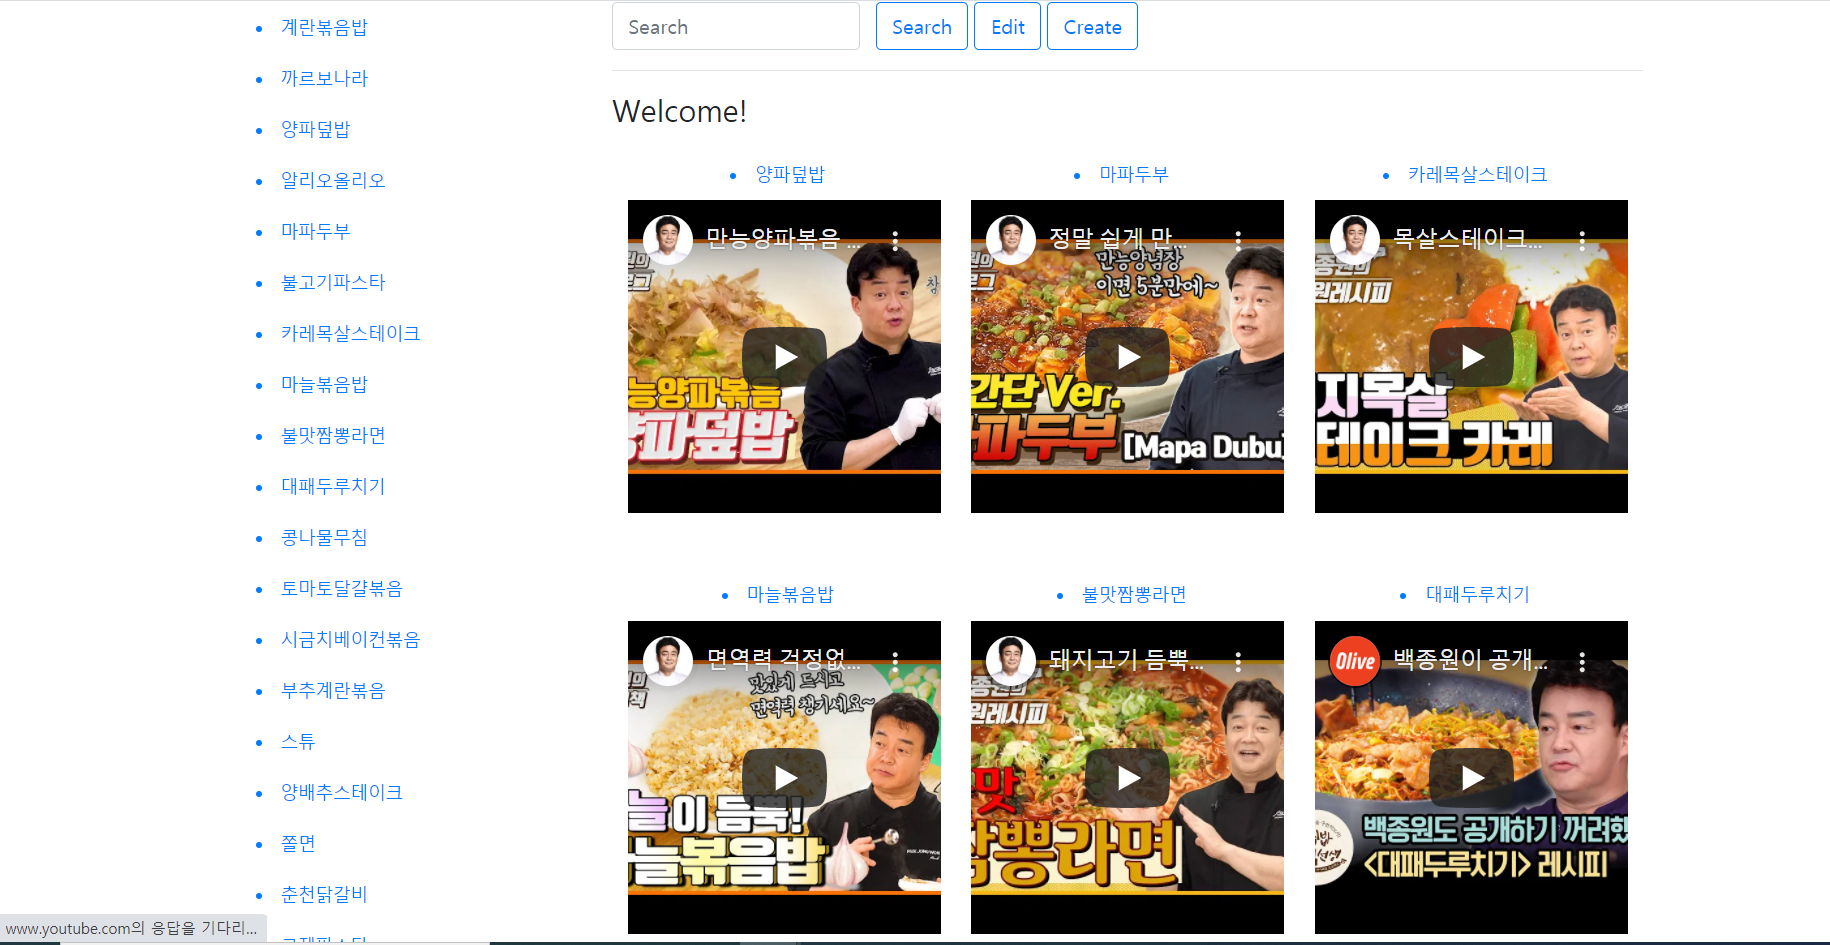 계란볶음밥
까르보나라
양파덮밥
알리오올리오
마파두부
불고기파스타
카레목살스테이크
마늘볶음밥
불맛짬뽕라면
대패두루치기
콩나물무침
토마토달걀볶음
시금치베이컨볶음
부추계란볶음
스튜
양배추스테이크
쫄면
춘천닭갈비
www.youtube.com의 응답을 기다리...
Search
Search Edit Create
Welcome!
양파덮밥
만능양파볶음 ...
참
능양파볶음
양파덮밥
마파두부
정말 쉽게 만...
만능양념장
이면 5분만에~
간단 Ver.
파두부 [Mapa Dubu]
카레목살스테이크
목살스테이크...
종원의
원레시피
지목살
테이크 카레
마늘볶음밥
면역력 걱정없...
책
맛있게 드시고
면역력 챙기세요~
늘이 듬뿍!
늘볶음밥
불맛짬뽕라면
돼지고기 듬뿍...
종원의
원레시피
맛
짬뽕라면
대패두루치기
Olive
백종원이 공개...
백종원도 공개하기 꺼려했
<대패두루치기> 레시피